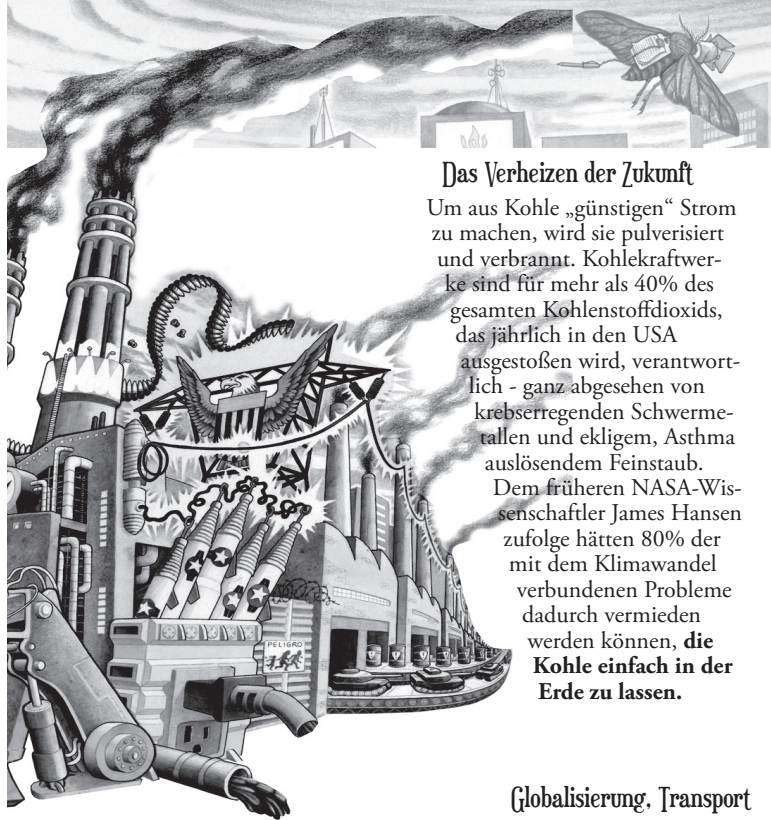 Das Verheizen der Zukunft
Um aus Kohle „günstigen“ Strom
zu machen, wird sie pulverisiert
und verbrannt. Kohlekraftwer-
ke sind für mehr als 40% des
gesamten Kohlenstoffdioxids,
das jährlich in den USA
ausgestoßen wird, verantwort-
lich - ganz abgesehen von
krebserregenden Schwerme-
tallen und ekligem, Asthma
auslösendem Feinstaub.
Dem früheren NASA-Wis-
senschaftler James Hansen
zufolge hätten 80% der
mit dem Klimawandel
verbundenen Probleme
dadurch vermieden
werden können, die
Kohle einfach in der
Erde zu lassen.
PELIGRO
Globalisierung, Transport